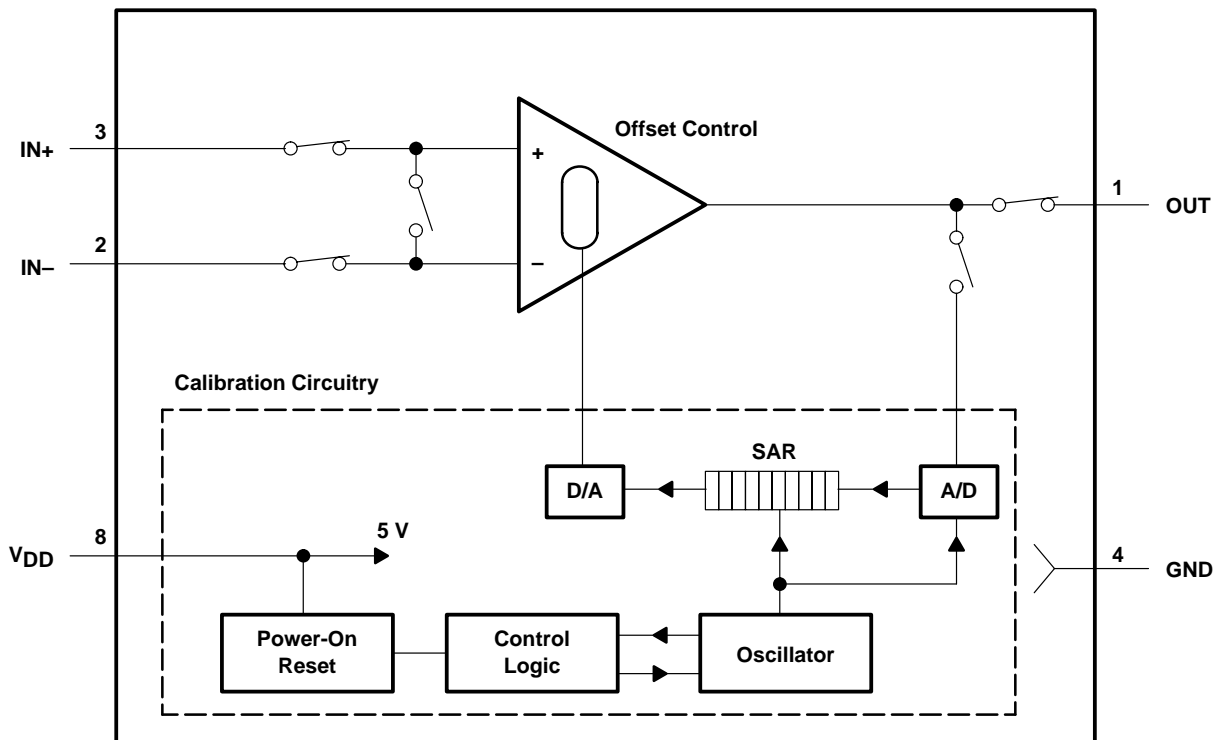 Offset Control
3
IN+
+
1
OUT
2
IN–
–
Calibration Circuitry
SAR
D/A
A/D
5 V
8
VDD
4
GND
Power-On
Reset
Control
Logic
Oscillator